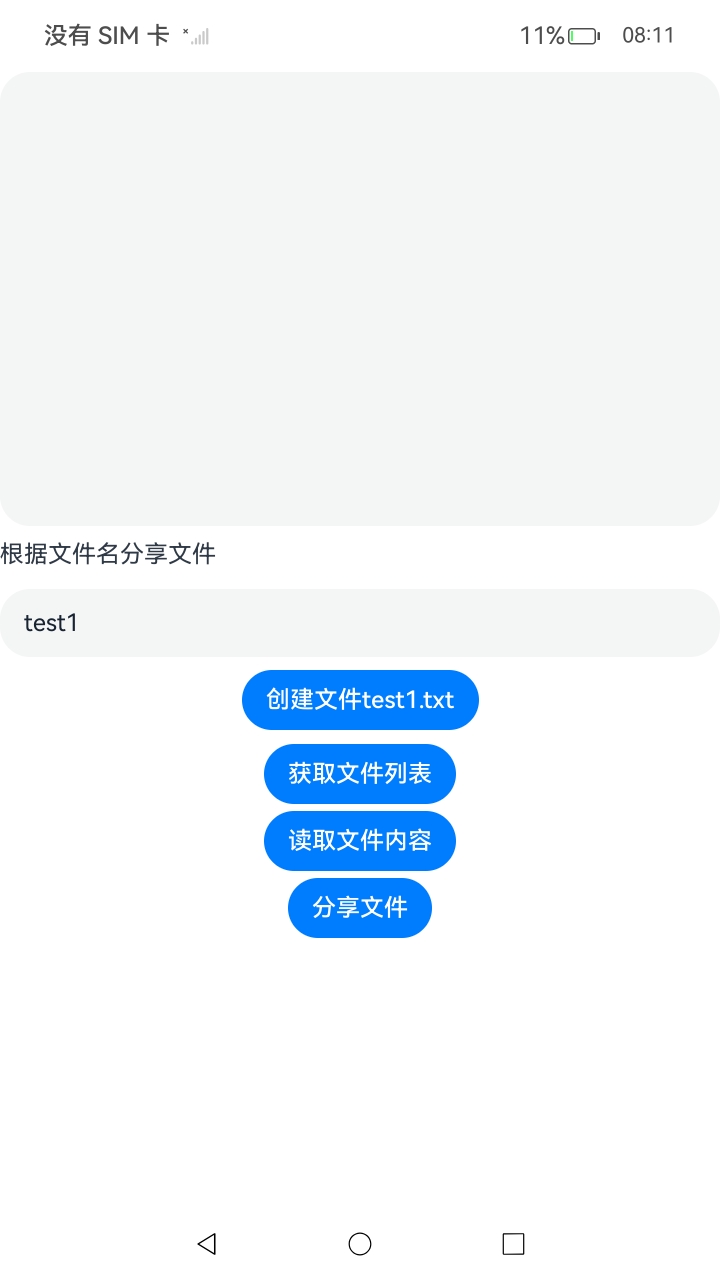 没有 SIM 卡
11%
08:11
根据文件名分享文件
test1
创建文件test1.txt
获取文件列表
读取文件内容
分享文件